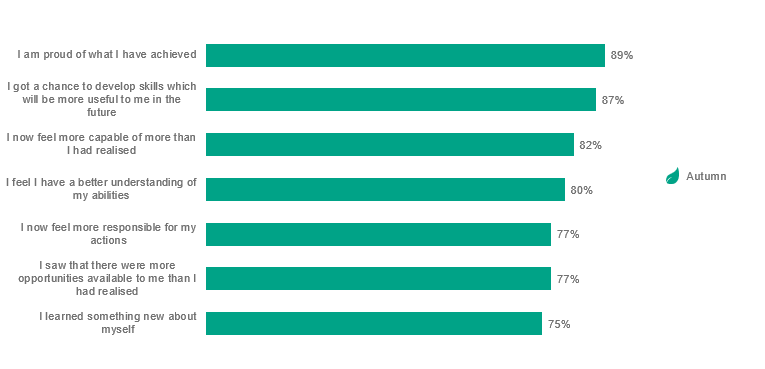 I am proud of what I have achieved
89%
I got a chance to develop skills which
will be more useful to me in the
future
87%
I now feel more capable of more than
I had realised
82%
I feel I have a better understanding of
my abilities
80%
I now feel more responsible for my
actions
77%
I saw that there were more
opportunities available to me than I
had realised
77%
I learned something new about
myself
75%
Autumn